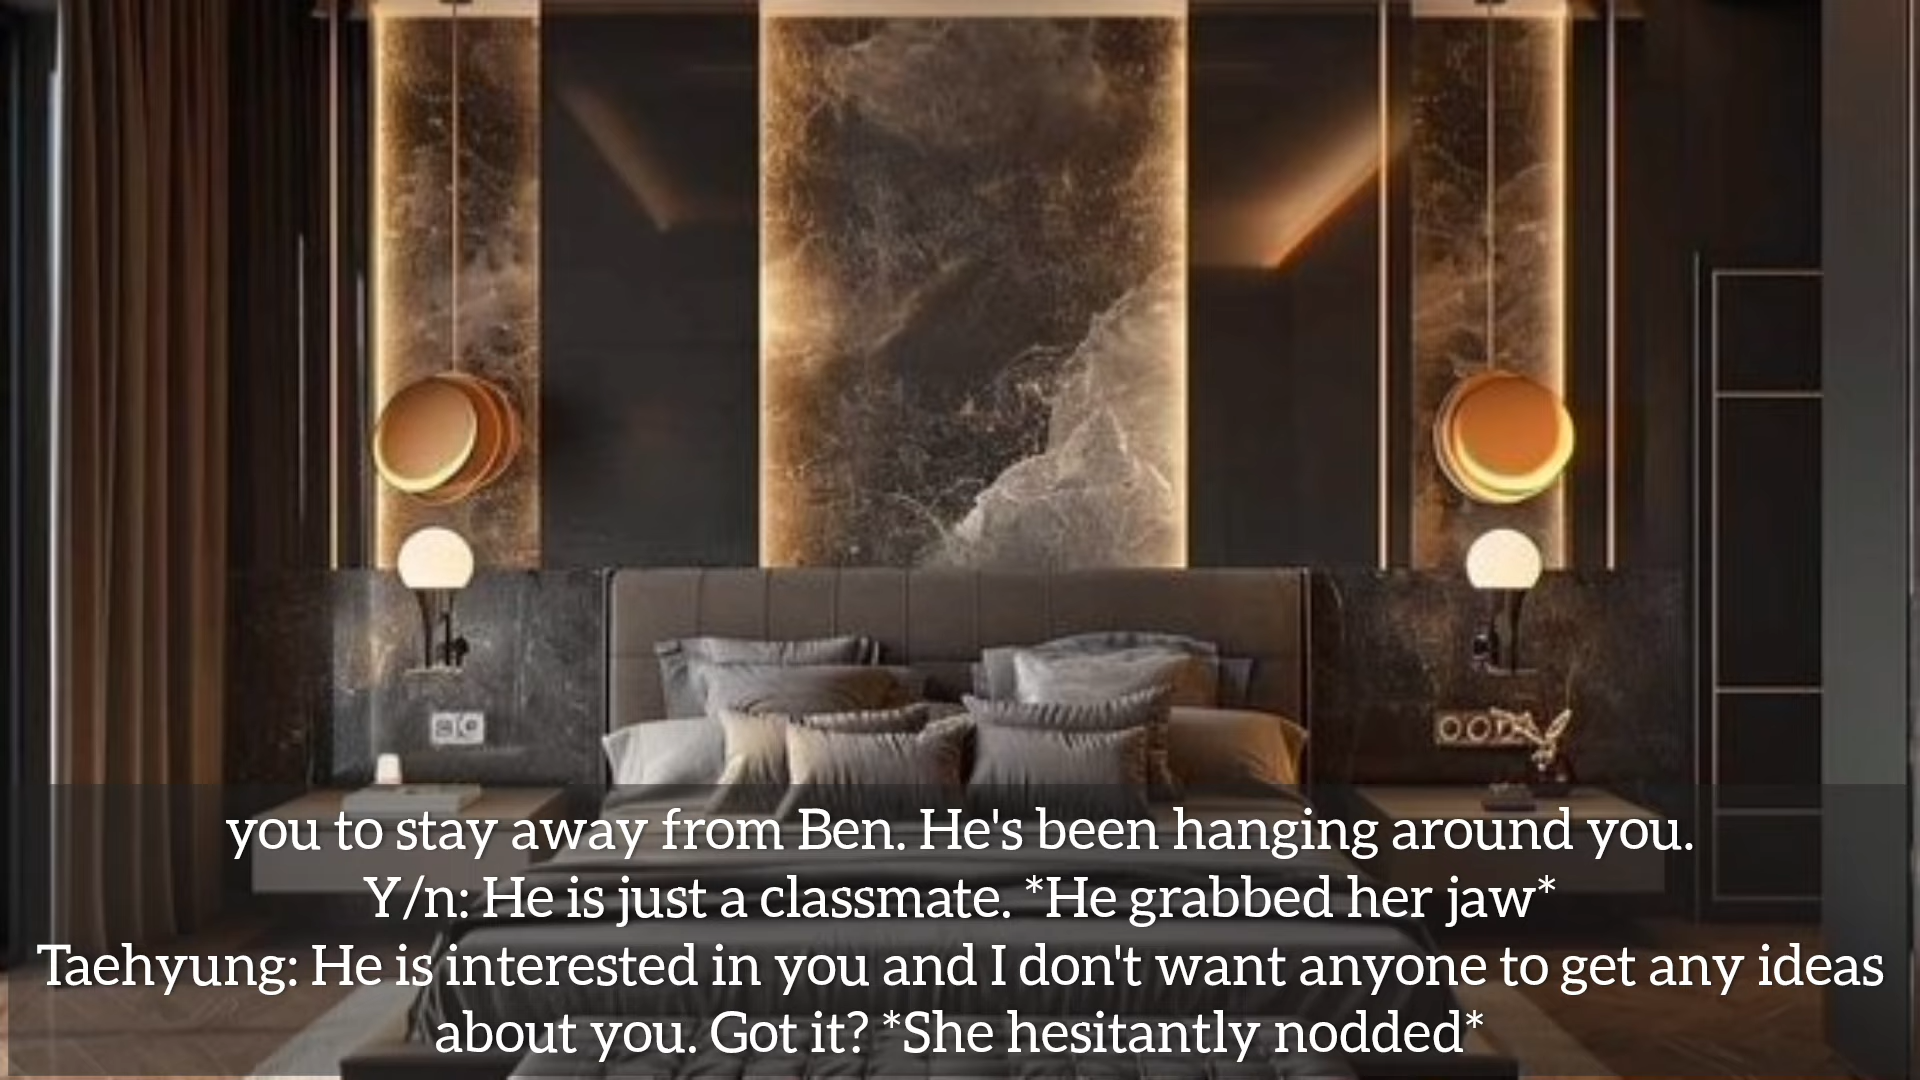 you to stay away from Ben. He's been hanging around you.
Y/n: He is just a classmate. *He grabbed her jaw*
Taehyung: He is interested in you and I don't want anyone to get any ideas
about you. Got it? *She hesitantly nodded*